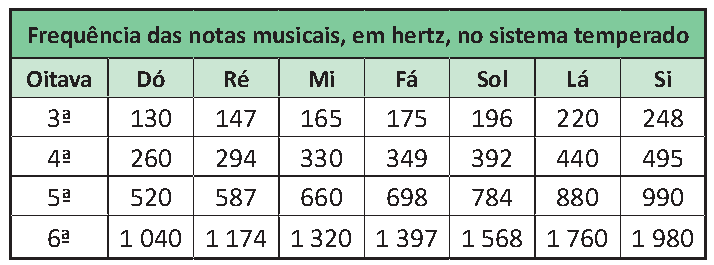 Frequência das notas musicais, em hertz, no sistema temperado
Oitava Dó Ré Mi Fá Sol Lá Si
3ª 130 147 165 175 196 220 248
4ª 260 294 330 349 392 440 495
5ª 520 587 660 698 784 880 990
6ª 1 040 1 174 1 320 1 397 1 568 1 760 1 980